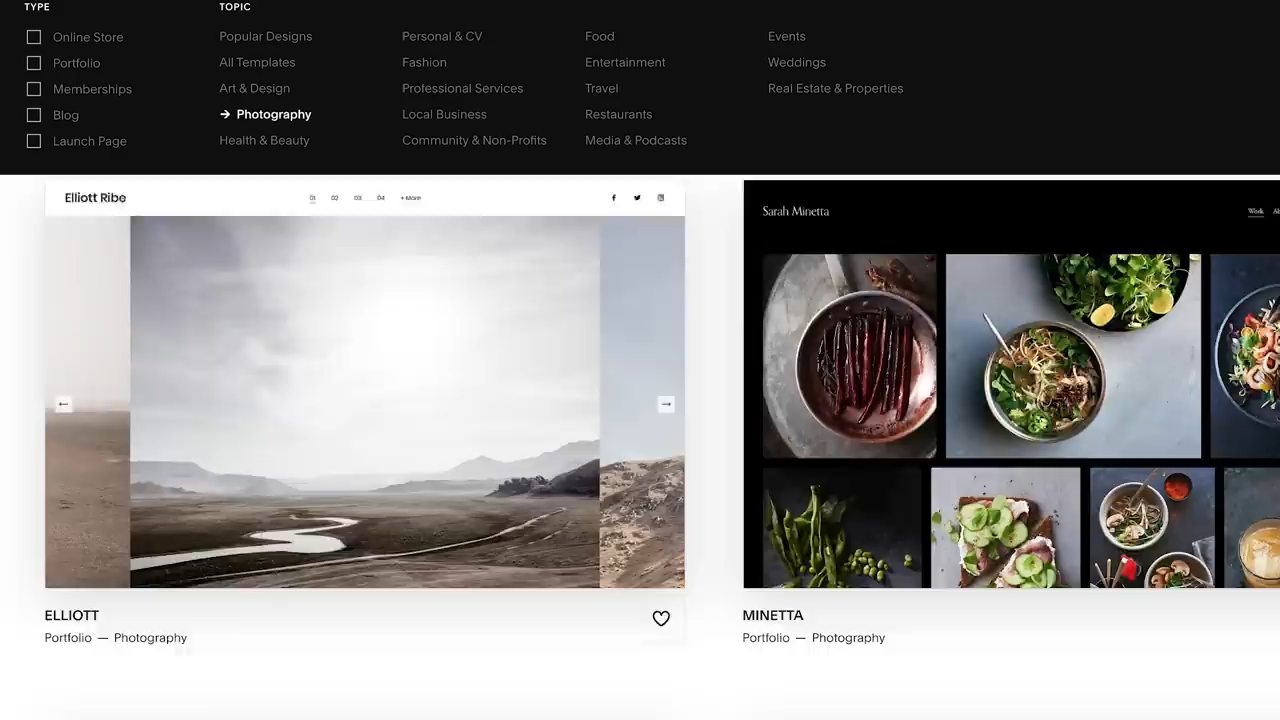 TYPE
Online Store
Portfolio
Memberships
Blog
Launch Page
TOPIC
Popular Designs
All Templates
Art & Design
→ Photography
Health & Beauty
Personal & CV
Fashion
Professional Services
Local Business
Community & Non-Profits
Food
Entertainment
Travel
Restaurants
Media & Podcasts
Events
Weddings
Real Estate & Properties
Elliott Ribe
01 02 03 04 + More
Sarah Minetta
Work
ELLIOTT
Portfolio — Photography
MINETTA
Portfolio — Photography